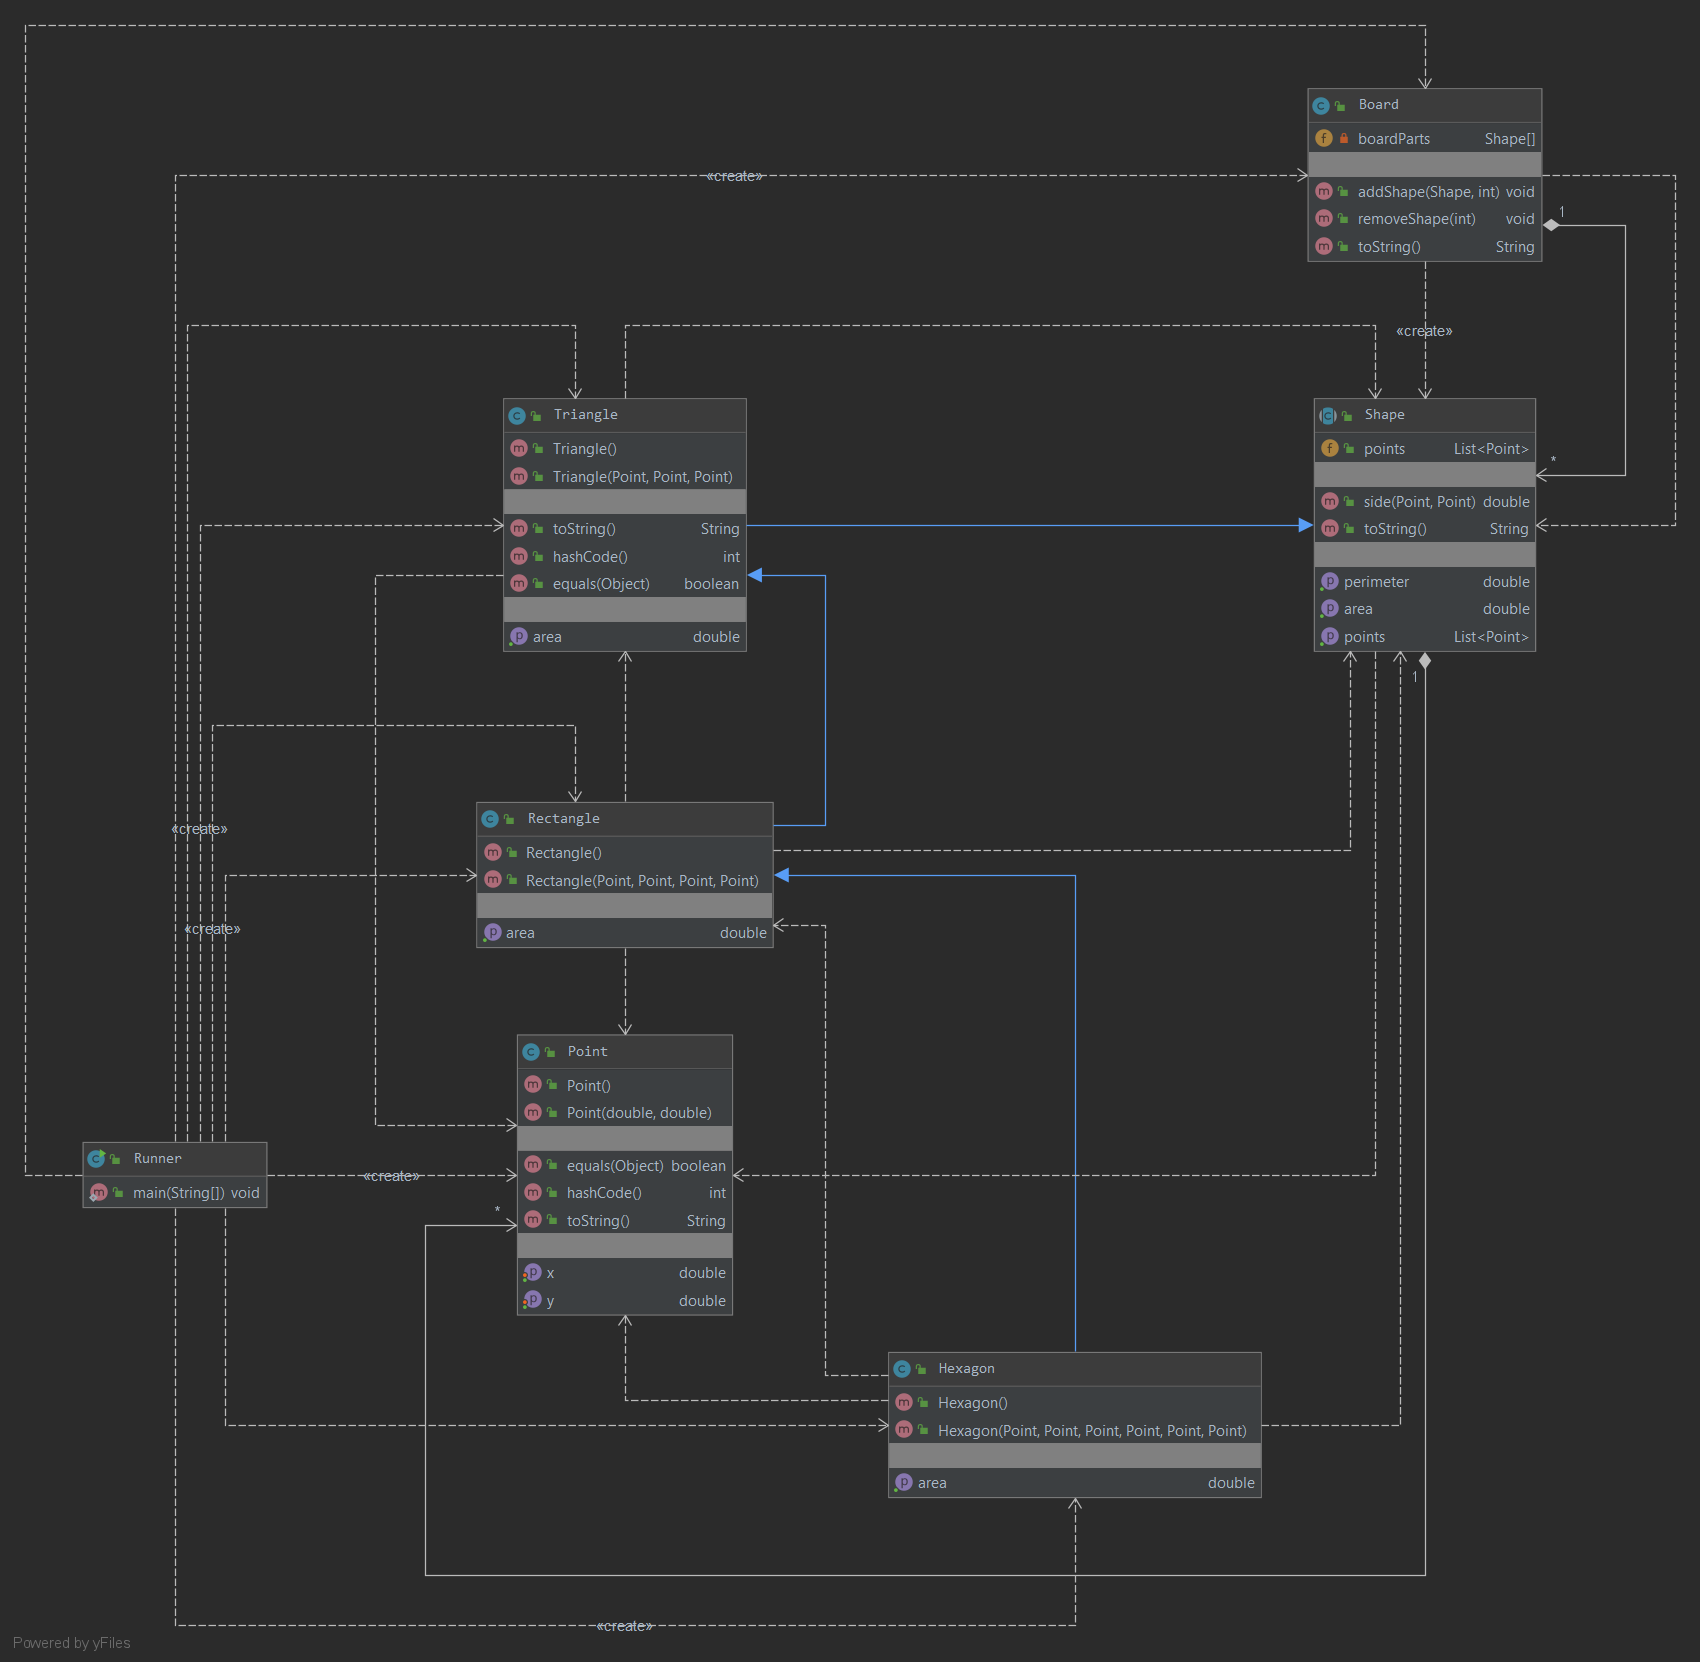 Board
boardParts Shape[]
«create»
addShape(Shape, int) void
1
removeShape(int) void
toString() String
«create»
Triangle
Triangle()
Triangle(Point, Point, Point)
toString() String
hashCode() int
equals(Object) boolean
area double
Shape
points List<Point>
*
side(Point, Point) double
toString() String
perimeter double
area double
points List<Point>
1
Rectangle
«create»
Rectangle()
Rectangle(Point, Point, Point, Point)
«create»
area double
Point
Point()
Point(double, double)
Runner
«create»
main(String[]) void
equals(Object) boolean
hashCode() int
*
toString() String
x double
y double
Hexagon
Hexagon()
Hexagon(Point, Point, Point, Point, Point, Point)
area double
«create»
Powered by yFiles